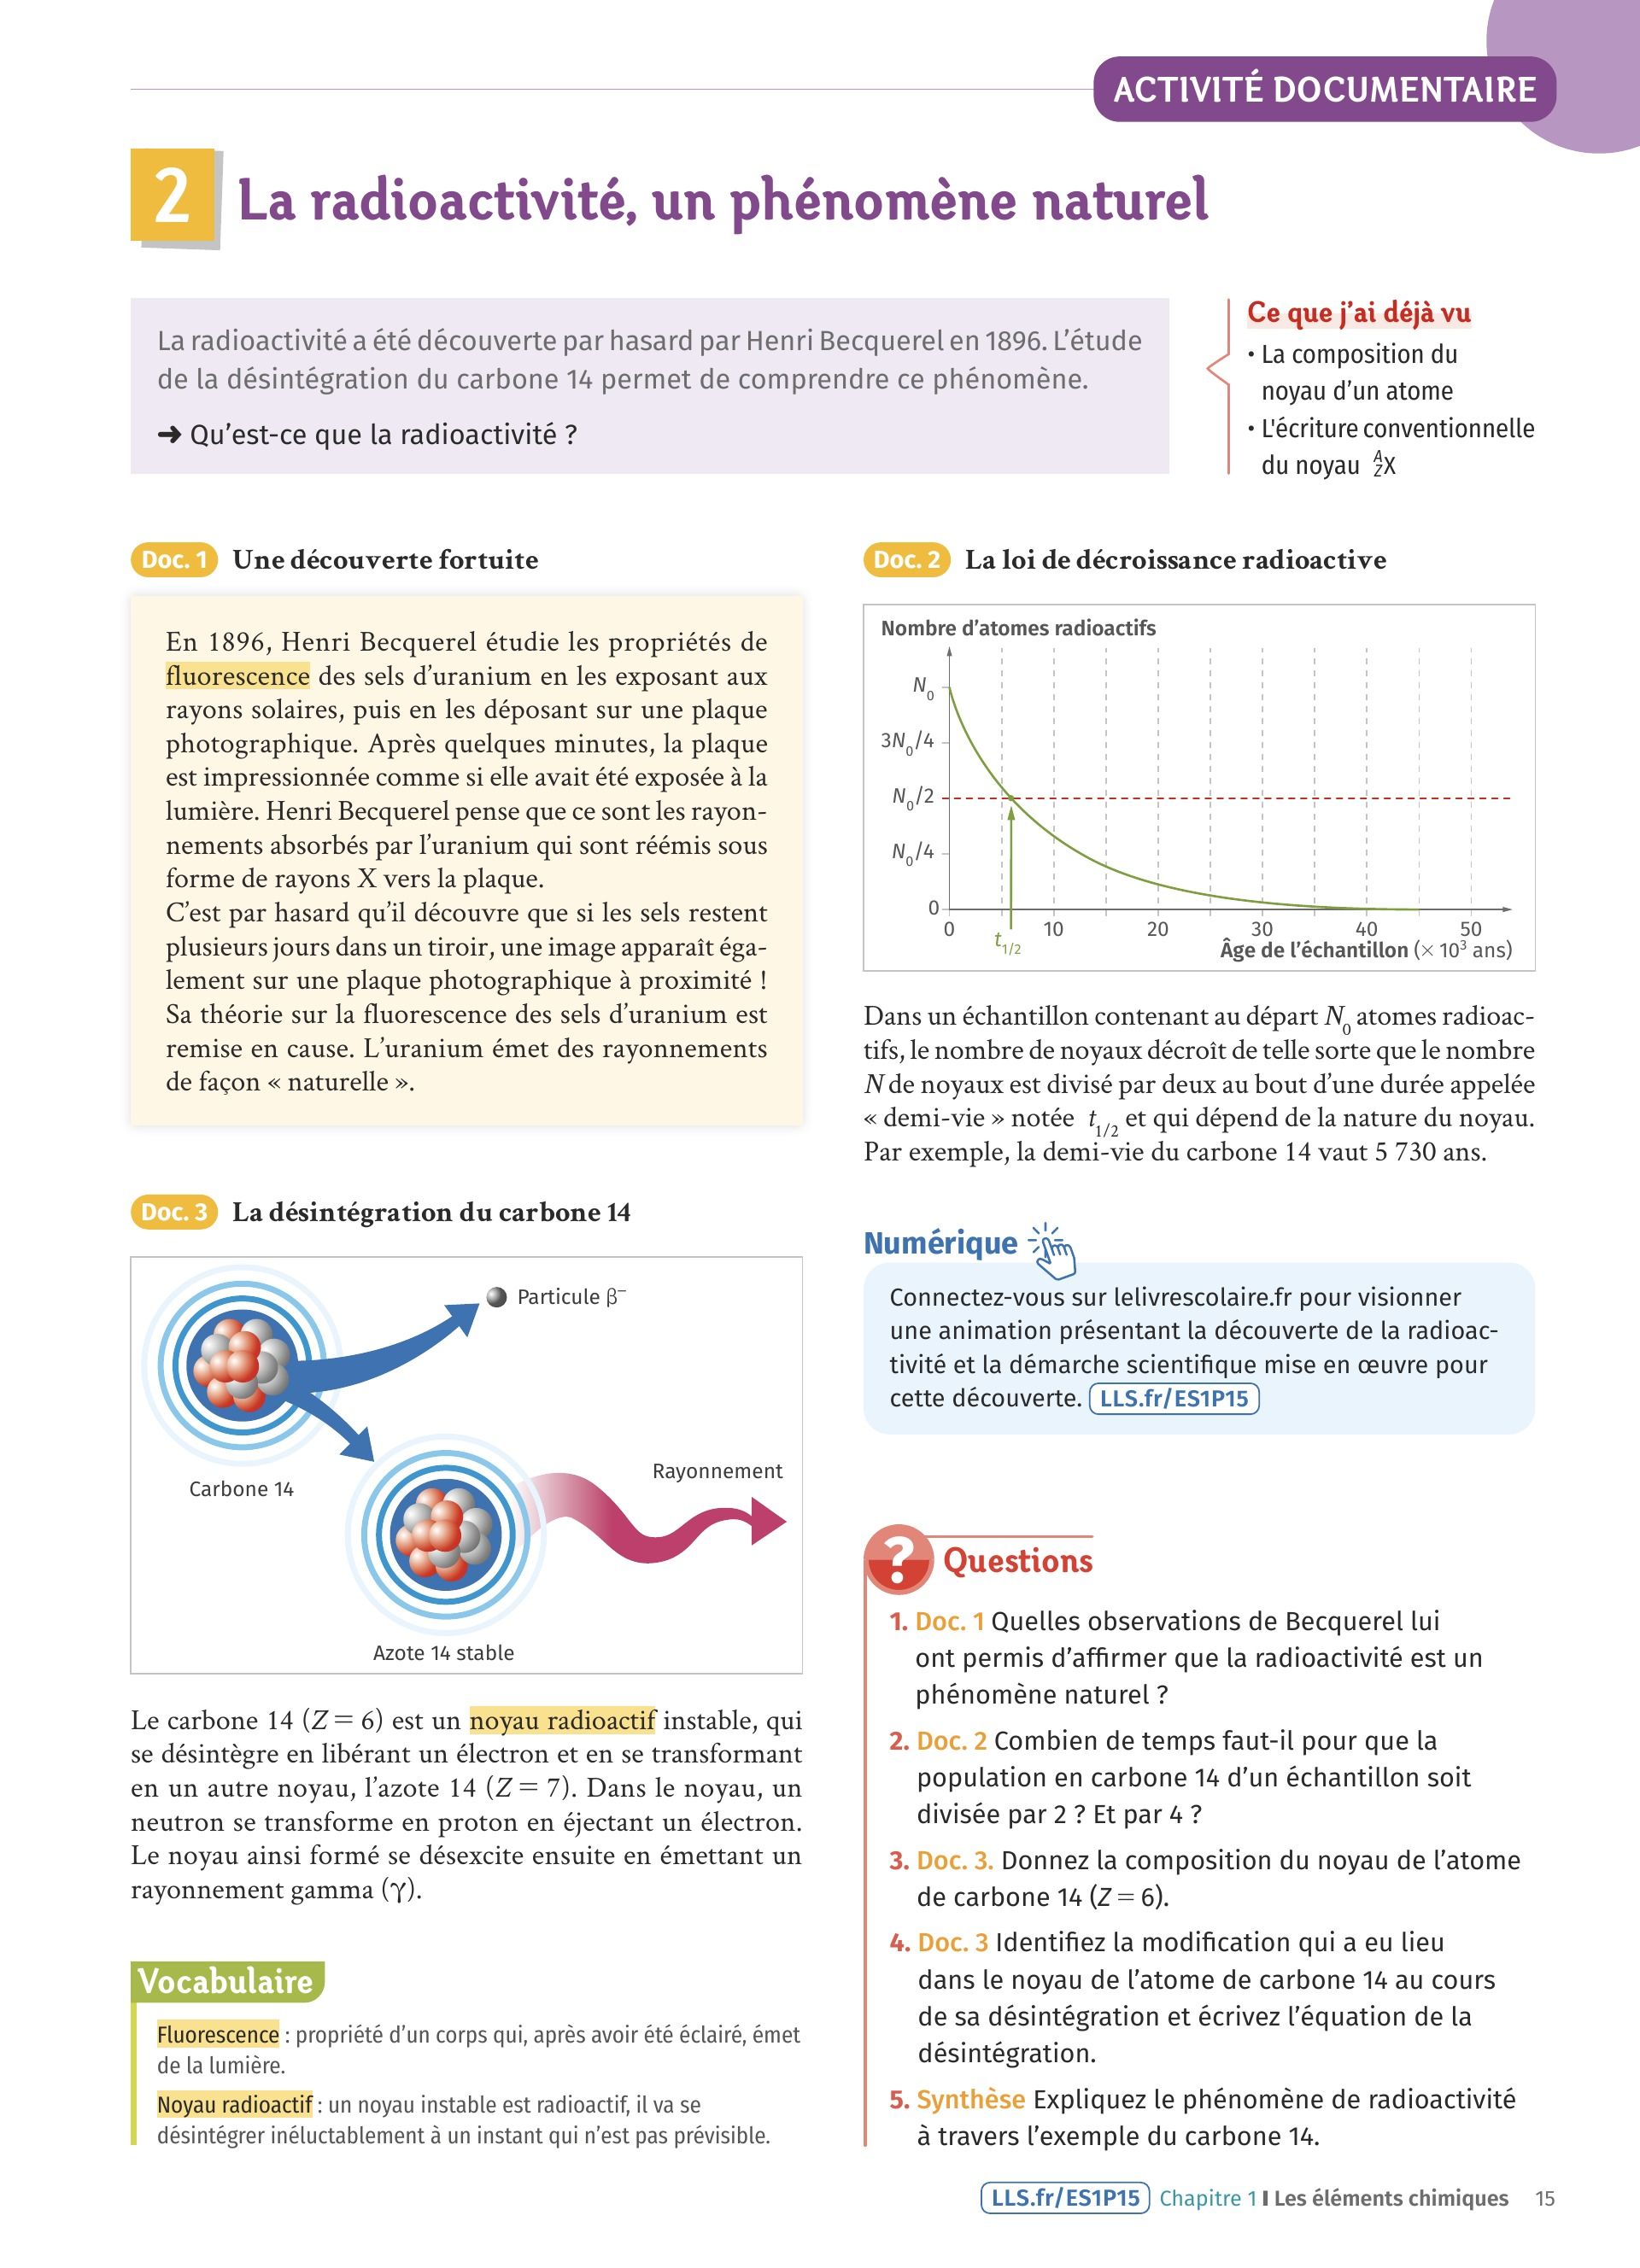 ACTIVITÉ DOCUMENTAIRE
2
La radioactivité, un phénomène naturel
La radioactivité a été découverte par hasard par Henri Becquerel en 1896. L’étude
de la désintégration du carbone 14 permet de comprendre ce phénomène.
➜ Qu’est-ce que la radioactivité ?
Ce que j’ai déjà vu
• La composition du
noyau d’un atome
• L'écriture conventionnelle
du noyau ᴬ_Z X
Doc. 1 Une découverte fortuite
En 1896, Henri Becquerel étudie les propriétés de
fluorescence des sels d’uranium en les exposant aux
rayons solaires, puis en les déposant sur une plaque
photographique. Après quelques minutes, la plaque
est impressionnée comme si elle avait été exposée à la
lumière. Henri Becquerel pense que ce sont les rayon-
nements absorbés par l’uranium qui sont réémis sous
forme de rayons X vers la plaque.
C’est par hasard qu’il découvre que si les sels restent
plusieurs jours dans un tiroir, une image apparaît éga-
lement sur une plaque photographique à proximité !
Sa théorie sur la fluorescence des sels d’uranium est
remise en cause. L’uranium émet des rayonnements
de façon « naturelle ».
Doc. 2 La loi de décroissance radioactive
Nombre d’atomes radioactifs
N₀
3N₀/4
N₀/2
N₀/4
0
0 10 20 30 40 50
t₁/₂
Âge de l’échantillon (× 10³ ans)
Dans un échantillon contenant au départ N₀ atomes radioac-
tifs, le nombre de noyaux décroît de telle sorte que le nombre
N de noyaux est divisé par deux au bout d’une durée appelée
« demi-vie » notée t₁/₂ et qui dépend de la nature du noyau.
Par exemple, la demi-vie du carbone 14 vaut 5 730 ans.
Doc. 3 La désintégration du carbone 14
Particule β⁻
Carbone 14
Rayonnement
Azote 14 stable
Le carbone 14 (Z = 6) est un noyau radioactif instable, qui
se désintègre en libérant un électron et en se transformant
en un autre noyau, l’azote 14 (Z = 7). Dans le noyau, un
neutron se transforme en proton en éjectant un électron.
Le noyau ainsi formé se désexcite ensuite en émettant un
rayonnement gamma (γ).
Vocabulaire
Fluorescence : propriété d’un corps qui, après avoir été éclairé, émet
de la lumière.
Noyau radioactif : un noyau instable est radioactif, il va se
désintégrer inéluctablement à un instant qui n’est pas prévisible.
Numérique
Connectez-vous sur lelivrescolaire.fr pour visionner
une animation présentant la découverte de la radioac-
tivité et la démarche scientifique mise en œuvre pour
cette découverte. LLS.fr/ES1P15
? Questions
1. Doc. 1 Quelles observations de Becquerel lui
ont permis d’affirmer que la radioactivité est un
phénomène naturel ?
2. Doc. 2 Combien de temps faut-il pour que la
population en carbone 14 d’un échantillon soit
divisée par 2 ? Et par 4 ?
3. Doc. 3. Donnez la composition du noyau de l’atome
de carbone 14 (Z = 6).
4. Doc. 3 Identifiez la modification qui a eu lieu
dans le noyau de l’atome de carbone 14 au cours
de sa désintégration et écrivez l’équation de la
désintégration.
5. Synthèse Expliquez le phénomène de radioactivité
à travers l’exemple du carbone 14.
LLS.fr/ES1P15 Chapitre 1 I Les éléments chimiques 15